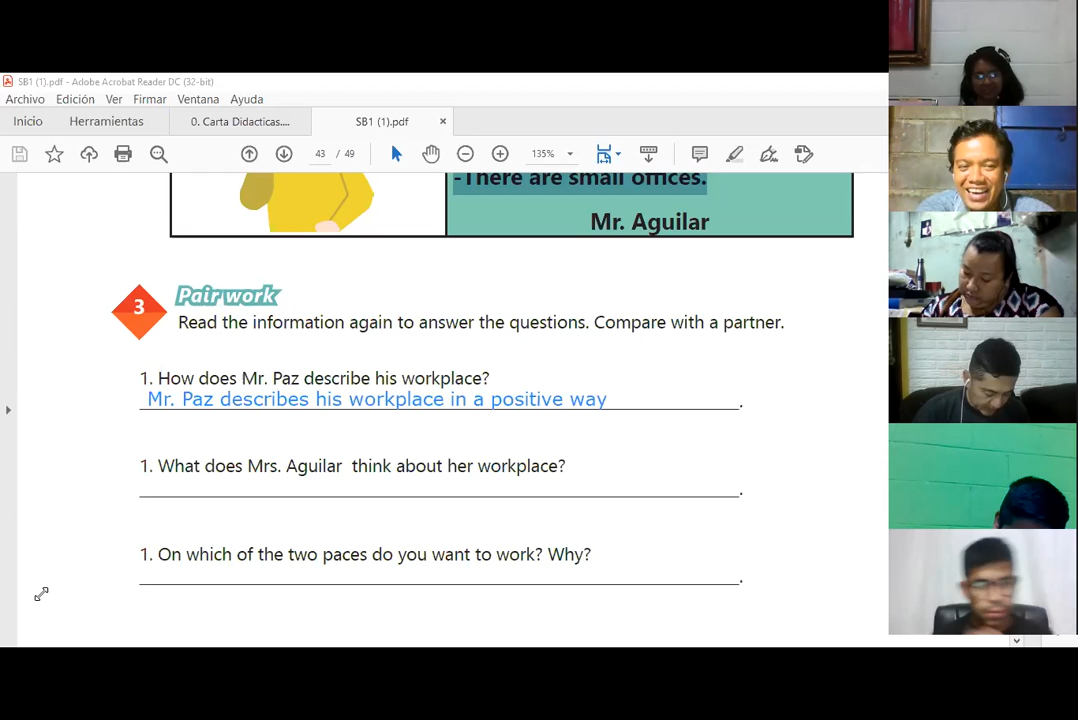 SB1 (1).pdf - Adobe Acrobat Reader DC (32-bit)
Archivo Edición Ver Firmar Ventana Ayuda
Inicio Herramientas 0. Carta Didacticas.... SB1 (1).pdf ×
43 / 49 135%
-There are small offices.
Mr. Aguilar
3 Pair work
Read the information again to answer the questions. Compare with a partner.
1. How does Mr. Paz describe his workplace?
Mr. Paz describes his workplace in a positive way.
1. What does Mrs. Aguilar think about her workplace?
1. On which of the two paces do you want to work? Why?